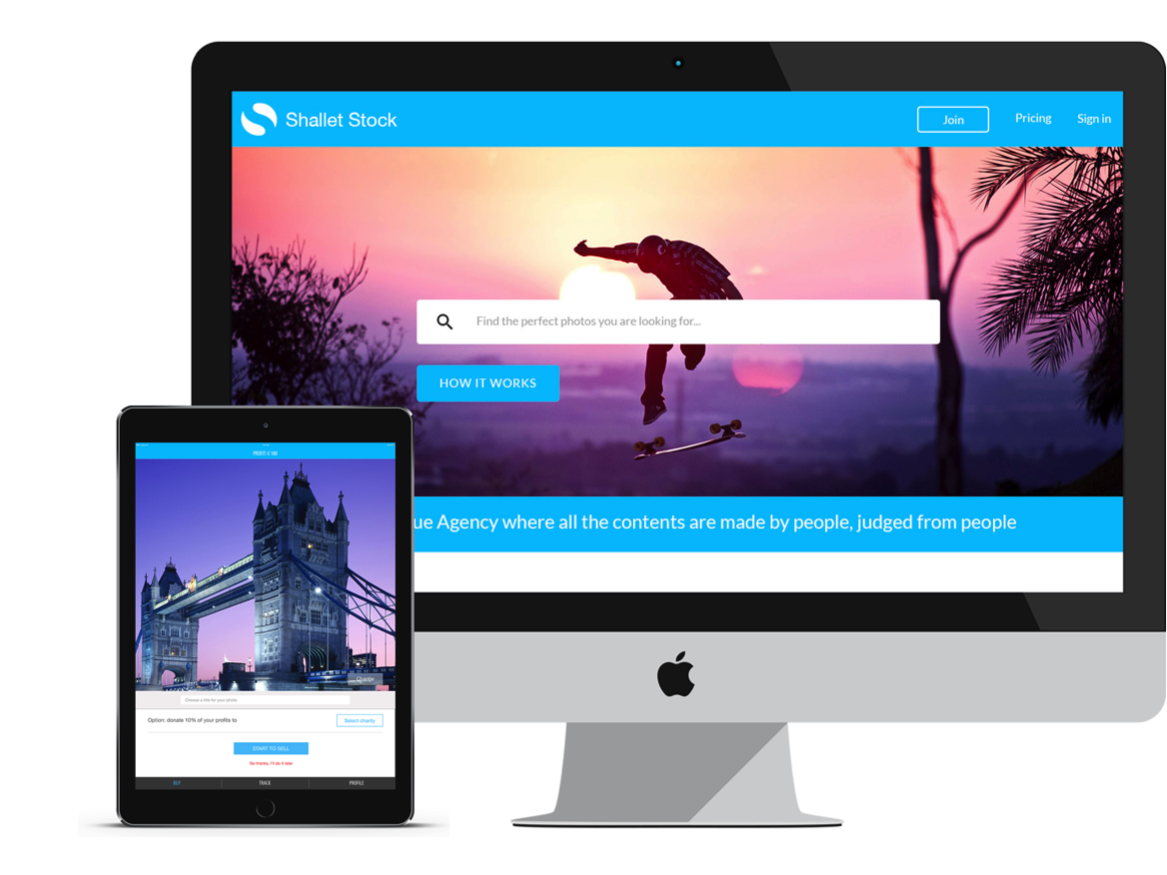 Shallet Stock
Join
Pricing
Sign in
Find the perfect photos you are looking for...
HOW IT WORKS
ue Agency where all the contents are made by people, judged from people
PROFIT: € 100
Change
Choose a title for your photo
Option: donate 10% of your profits to
Select charity
START TO SELL
No thanks, I'll do it later
BUY
TRACK
PROFILE